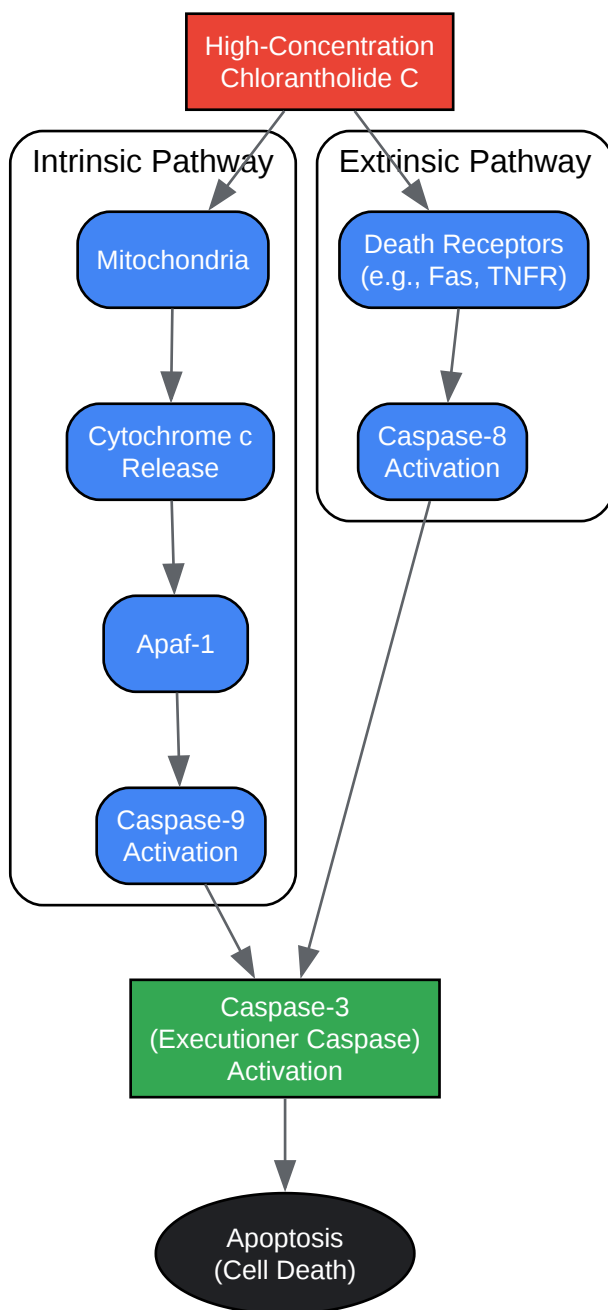 High-Concentration
Chlorantholide C
Intrinsic Pathway
Mitochondria
Cytochrome c
Release
Apaf-1
Caspase-9
Activation
Extrinsic Pathway
Death Receptors
(e.g., Fas, TNFR)
Caspase-8
Activation
Caspase-3
(Executioner Caspase)
Activation
Apoptosis
(Cell Death)